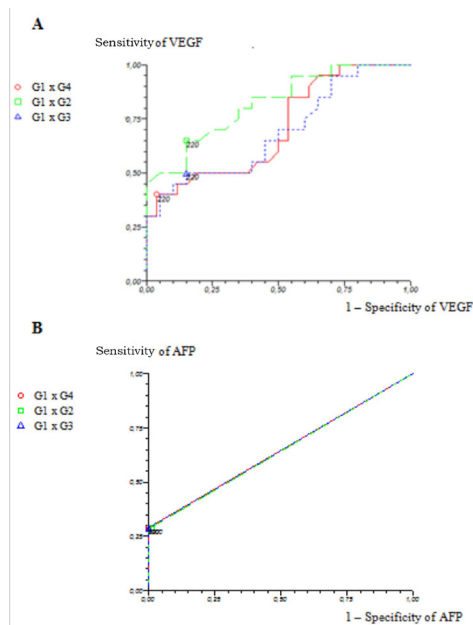 A
Sensitivity of VEGF
G1 x G4
G1 x G2
G1 x G3
1,00
0,75
0,50
0,25
0,00
220
220
220
0,00 0,25 0,50 0,75 1,00
1 – Specificity of VEGF
B
Sensitivity of AFP
G1 x G4
G1 x G2
G1 x G3
1,00
0,75
0,50
0,25
0,00
0,00 0,25 0,50 0,75 1,00
1 – Specificity of AFP